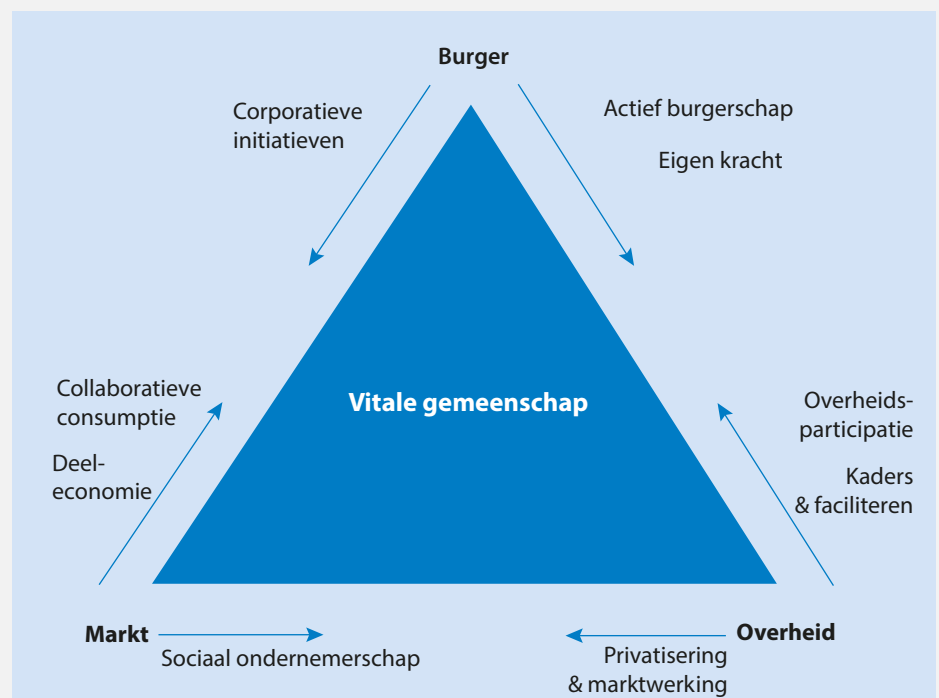 Burger
Corporatieve
initiatieven
Actief burgerschap
Eigen kracht
Vitale gemeenschap
Collaboratieve
consumptie
Deel-
economie
Overheids-
participatie
Kaders
& faciliteren
Markt
Sociaal ondernemerschap
Overheid
Privatisering
& marktwerking